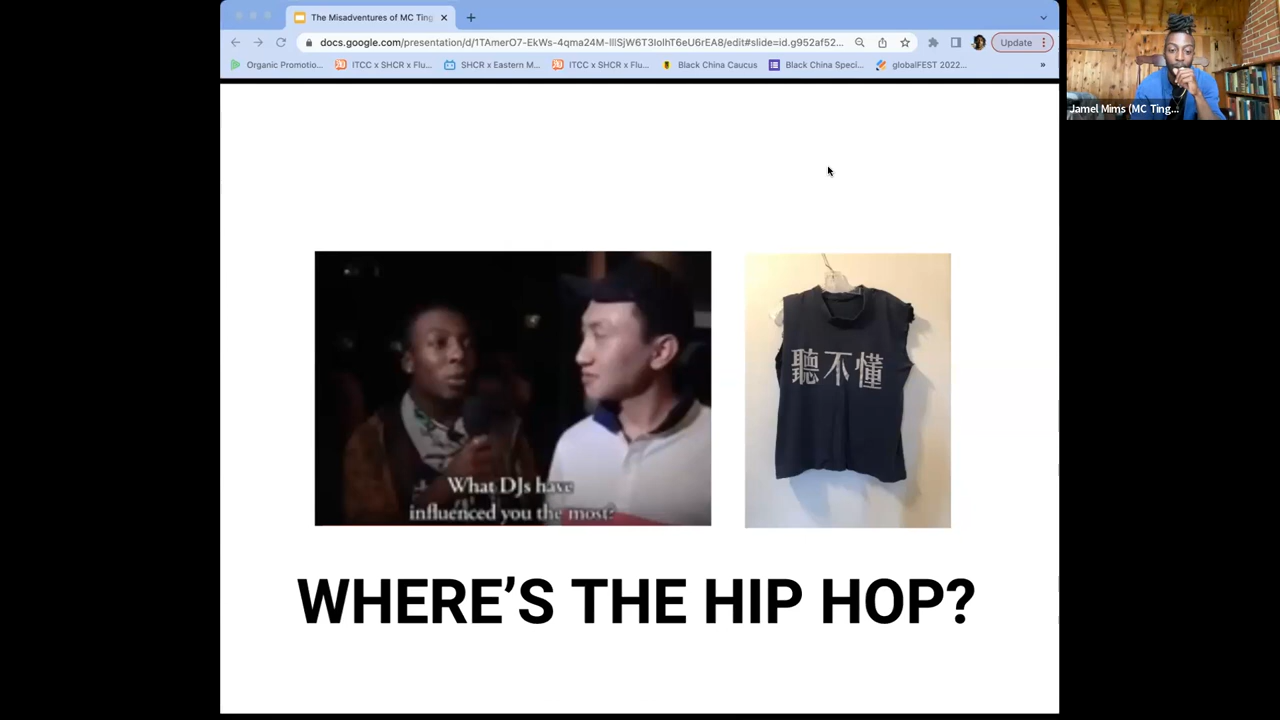 The Misadventures of MC Ting
docs.google.com/presentation/d/1TAmerO7-EkWs-4qma24M-IlISjW6T3IolhT6eU6rEA8/edit#slide=id.g952af52...
Update
Organic Promotio...
ITCC x SHCR x Flu...
SHCR x Eastern M...
ITCC x SHCR x Flu...
Black China Caucus
Black China Speci...
globalFEST 2022...
»
Jamel Mims (MC Ting...
聽不懂
What DJs have
influenced you the most?
WHERE’S THE HIP HOP?